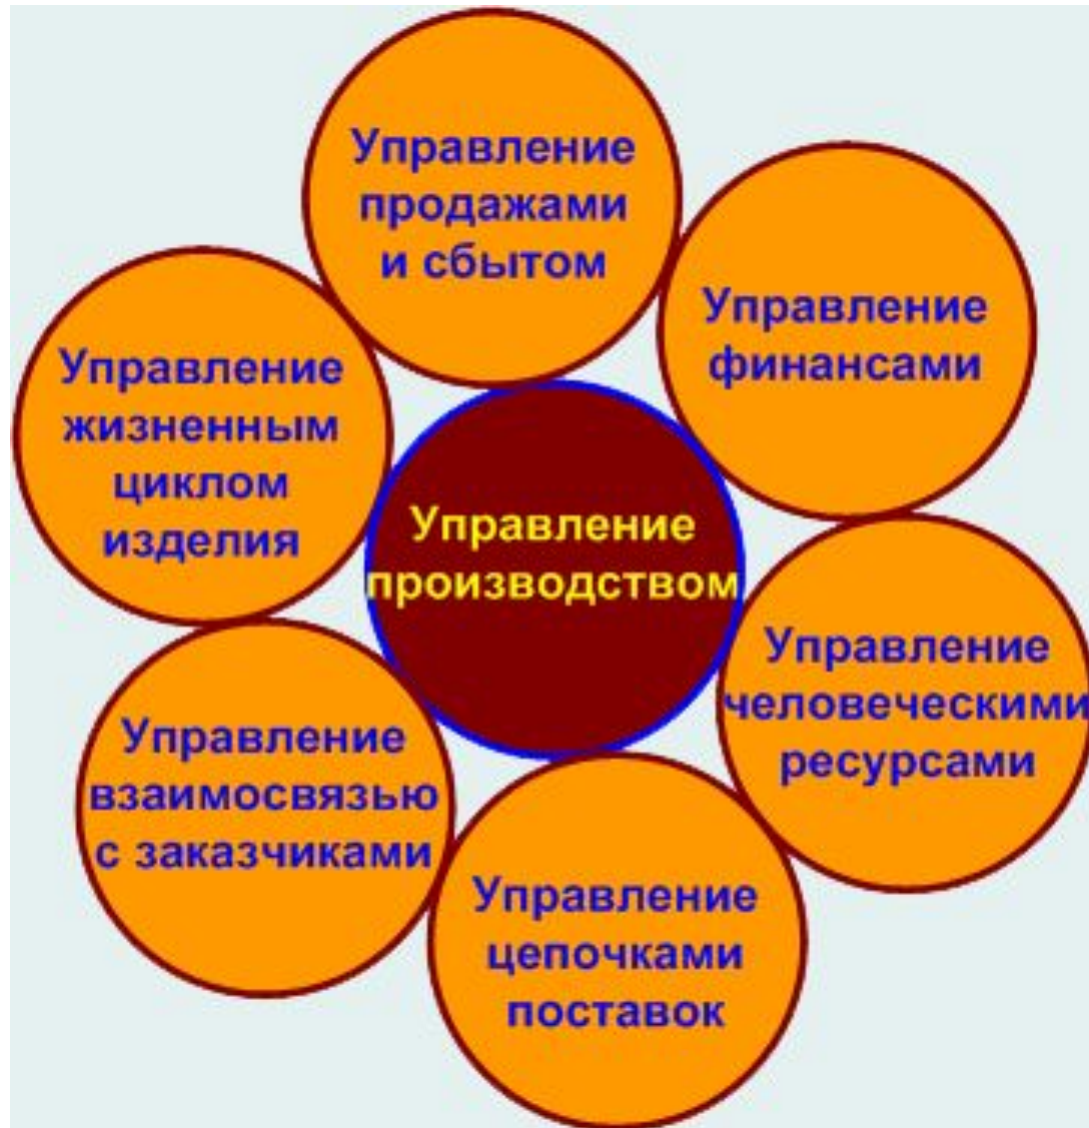 Управление
продажами
и сбытом
Управление
финансами
Управление
жизненным
циклом
изделия
Управление
производством
Управление
человеческими
ресурсами
Управление
взаимосвязью
с заказчиками
Управление
цепочками
поставок